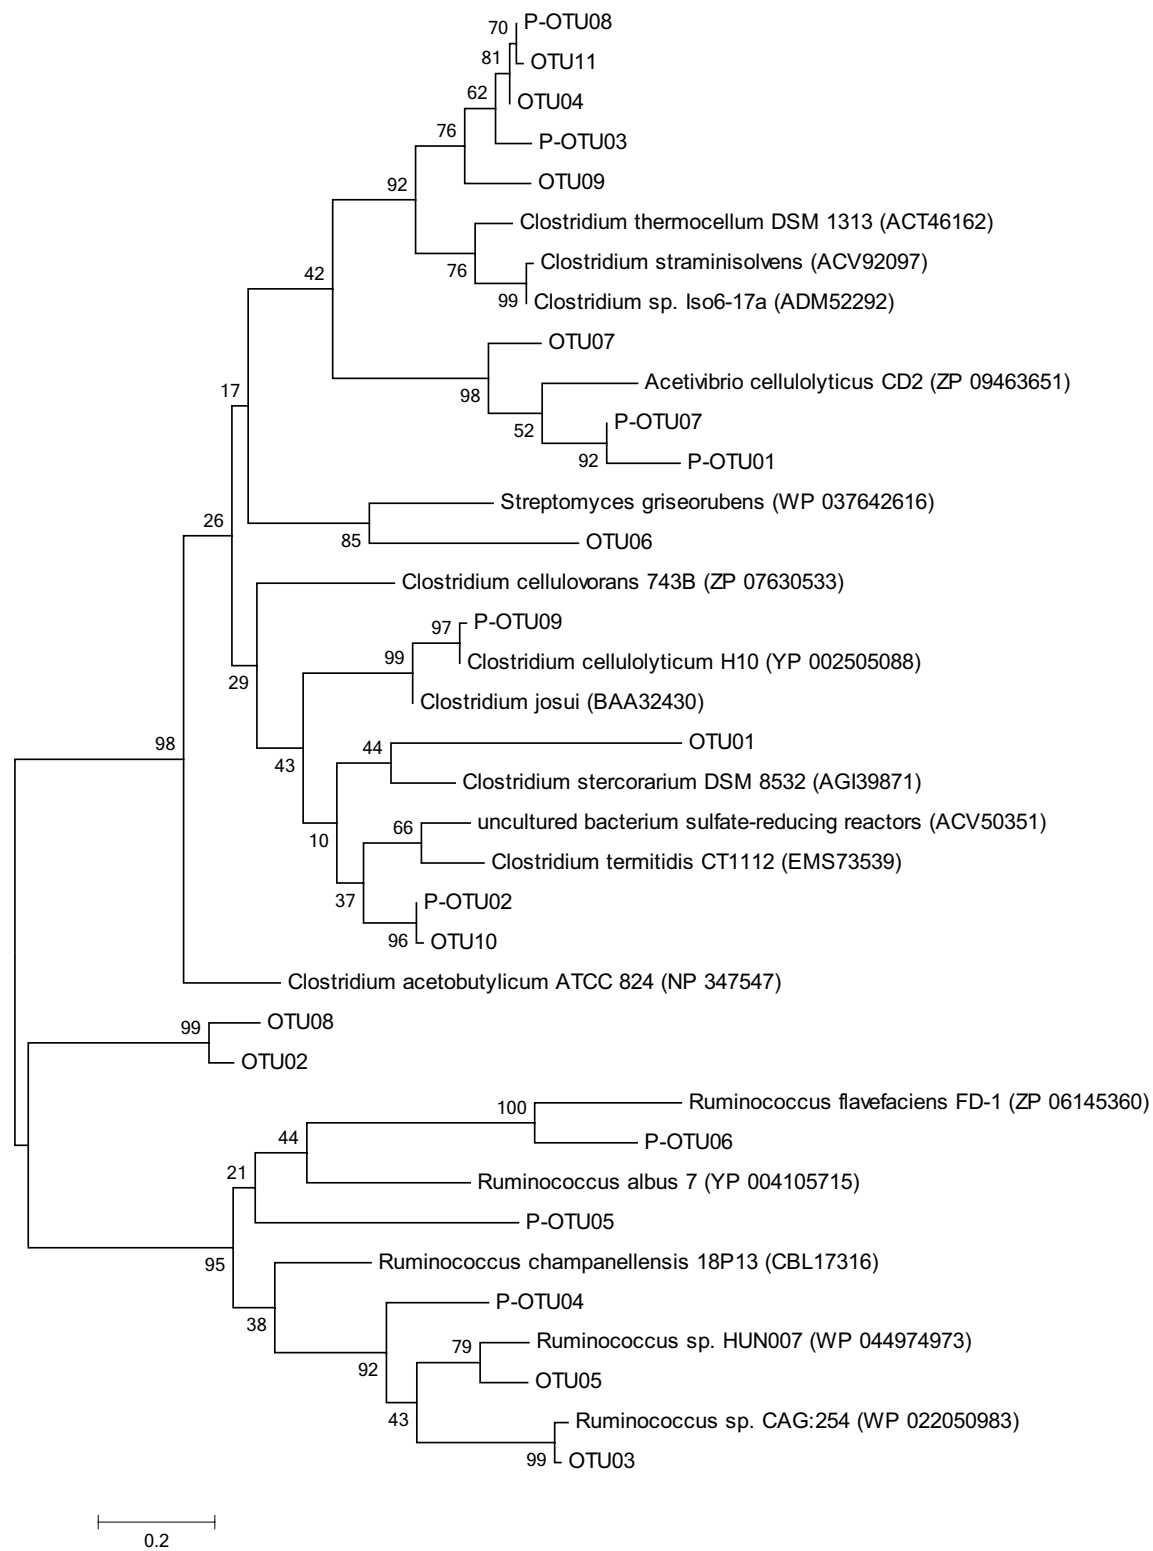 70
P-OTU08
81
OTU11
62
OTU04
76
P-OTU03
92
OTU09
Clostridium thermocellum DSM 1313 (ACT46162)
76
Clostridium straminisolvens (ACV92097)
42
99
Clostridium sp. Iso6-17a (ADM52292)
OTU07
98
Acetivibrio cellulolyticus CD2 (ZP 09463651)
17
52
P-OTU07
92
P-OTU01
26
Streptomyces griseorubens (WP 037642616)
85
OTU06
Clostridium cellulovorans 743B (ZP 07630533)
97
P-OTU09
99
Clostridium cellulolyticum H10 (YP 002505088)
29
Clostridium josui (BAA32430)
98
43
44
OTU01
Clostridium stercorarium DSM 8532 (AGI39871)
10
66
uncultured bacterium sulfate-reducing reactors (ACV50351)
Clostridium termitidis CT1112 (EMS73539)
37
P-OTU02
96
OTU10
Clostridium acetobutylicum ATCC 824 (NP 347547)
99
OTU08
OTU02
100
Ruminococcus flavefaciens FD-1 (ZP 06145360)
44
P-OTU06
21
Ruminococcus albus 7 (YP 004105715)
P-OTU05
95
Ruminococcus champanellensis 18P13 (CBL17316)
38
P-OTU04
92
79
Ruminococcus sp. HUN007 (WP 044974973)
OTU05
43
Ruminococcus sp. CAG:254 (WP 022050983)
99
OTU03
0.2